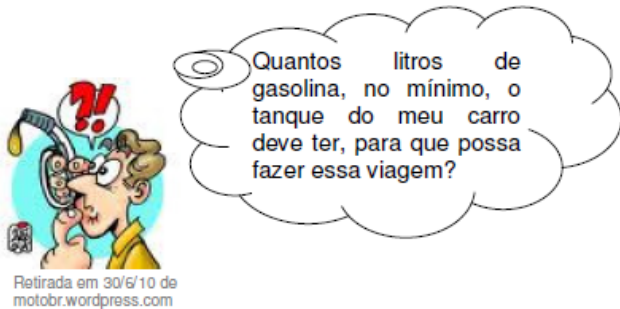 Quantos litros de
gasolina, no mínimo, o
tanque do meu carro
deve ter, para que possa
fazer essa viagem?
?!
Retirada em 30/6/10 de
motobr.wordpress.com